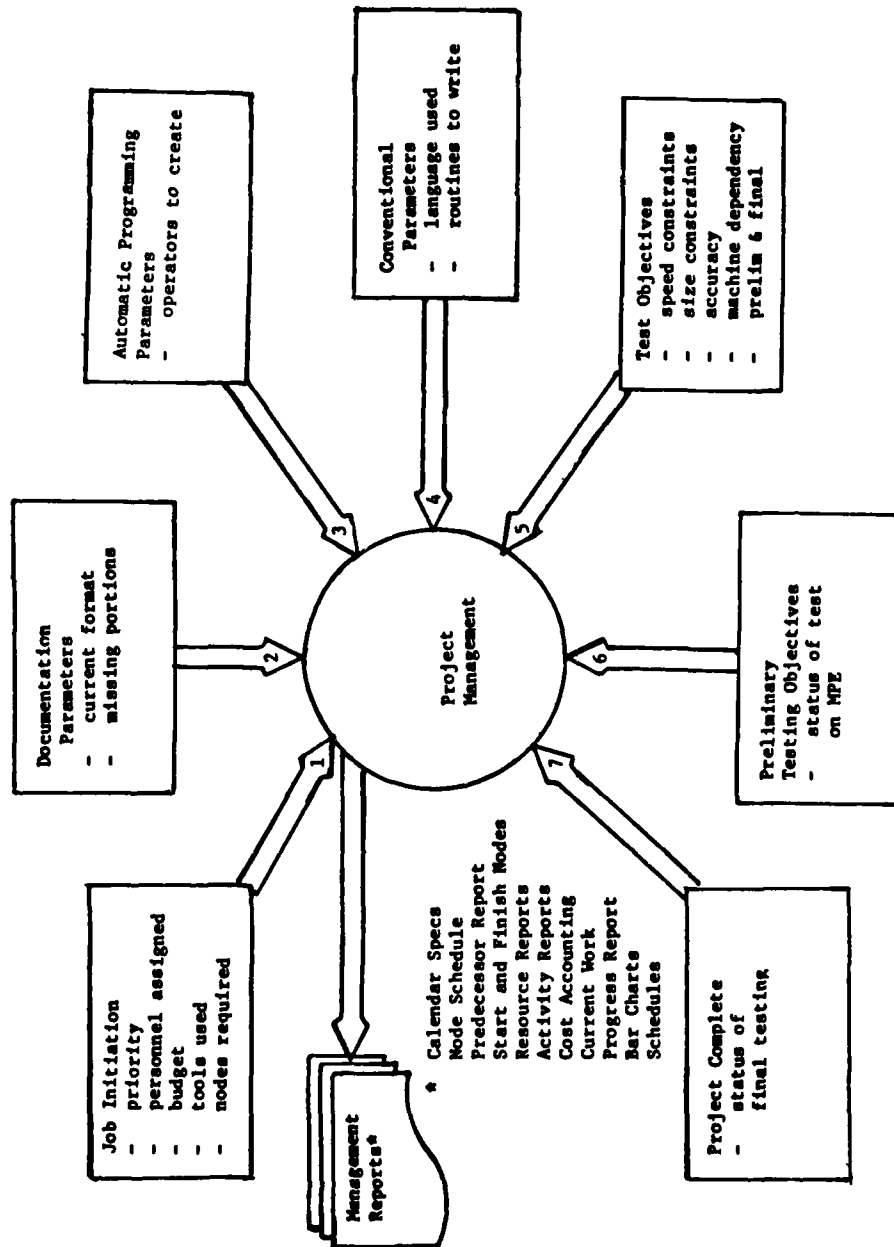 Job Initiation
- priority
- personnel assigned
- budget
- tools used
- nodes required
Documentation
Parameters
- current format
- missing portions
Automatic Programming
Parameters
- operators to create
Conventional
Parameters
- language used
- routines to write
Test Objectives
- speed constraints
- size constraints
- accuracy
- machine dependency
- prelim & final
Preliminary
Testing Objectives
- status of test
on MPE
Project Complete
- status of
final testing
1
2
3
4
5
6
7
Project
Management
Management
Reports*
* Calendar Specs
Node Schedule
Predecessor Report
Start and Finish Nodes
Resource Reports
Activity Reports
Cost Accounting
Current Work
Progress Report
Bar Charts
Schedules